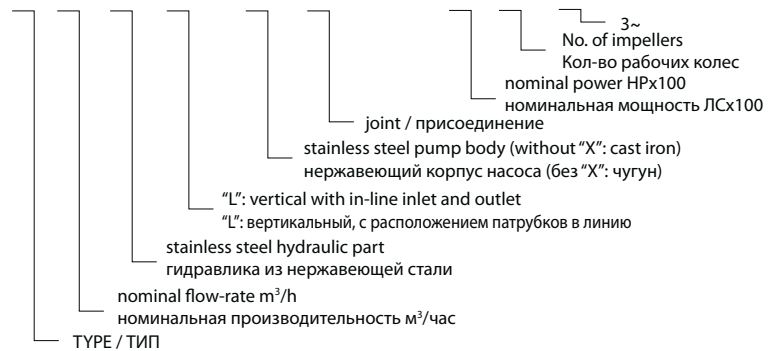 3~
No. of impellers
Кол-во рабочих колес
nominal power HPx100
номинальная мощность ЛСx100
joint / присоединение
stainless steel pump body (without “X”: cast iron)
нержавеющий корпус насоса (без “X”: чугун)
“L”: vertical with in-line inlet and outlet
“L”: вертикальный, с расположением патрубков в линию
stainless steel hydraulic part
гидравлика из нержавеющей стали
nominal flow-rate m³/h
номинальная производительность м³/час
TYPE / ТИП